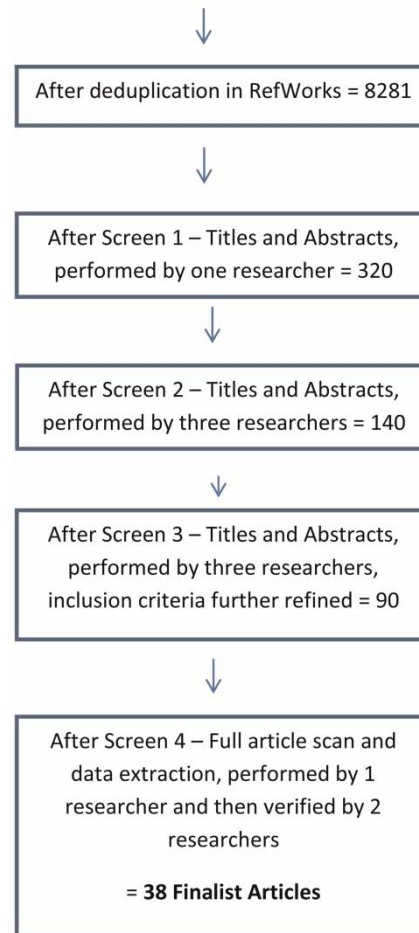 After deduplication in RefWorks = 8281
After Screen 1 – Titles and Abstracts,
performed by one researcher = 320
After Screen 2 – Titles and Abstracts,
performed by three researchers = 140
After Screen 3 – Titles and Abstracts,
performed by three researchers,
inclusion criteria further refined = 90
After Screen 4 – Full article scan and
data extraction, performed by 1
researcher and then verified by 2
researchers
= 38 Finalist Articles